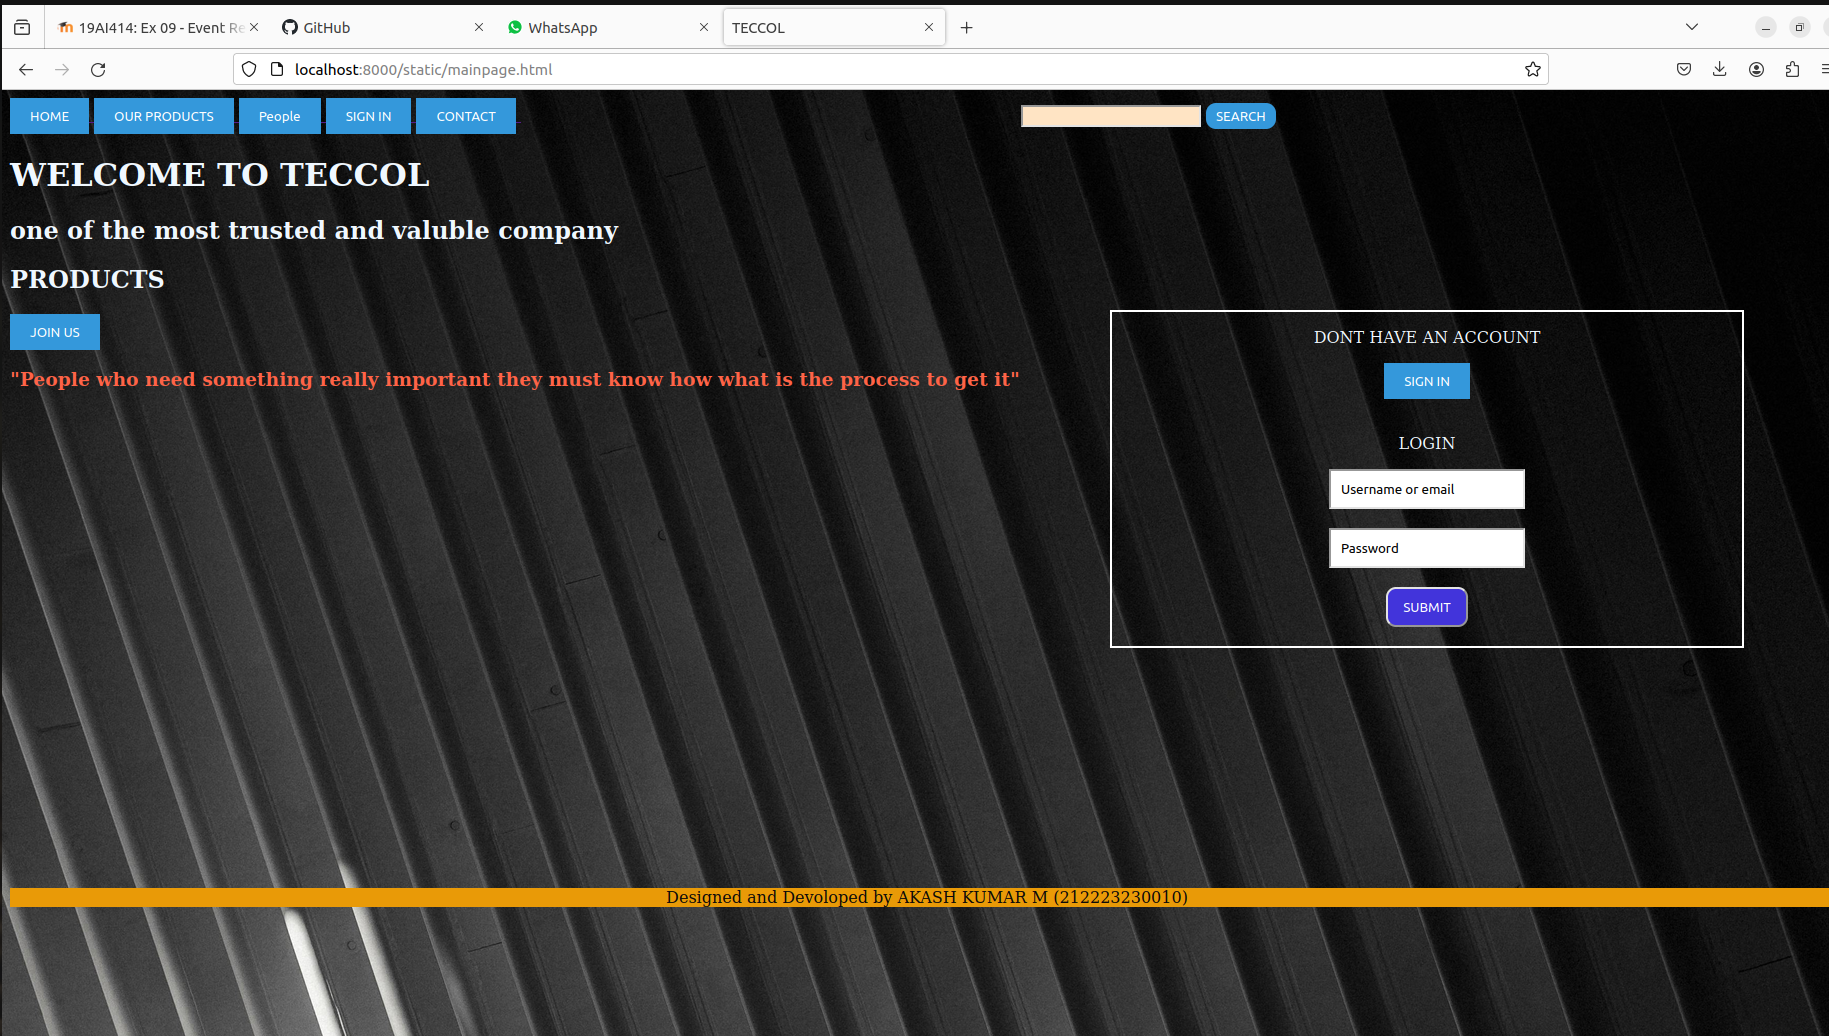 19AI414: Ex 09 - Event Re
GitHub
WhatsApp
TECCOL
localhost:8000/static/mainpage.html
HOME
OUR PRODUCTS
People
SIGN IN
CONTACT
SEARCH
WELCOME TO TECCOL
one of the most trusted and valuble company
PRODUCTS
JOIN US
"People who need something really important they must know how what is the process to get it"
DONT HAVE AN ACCOUNT
SIGN IN
LOGIN
Username or email
Password
SUBMIT
Designed and Devoloped by AKASH KUMAR M (212223230010)